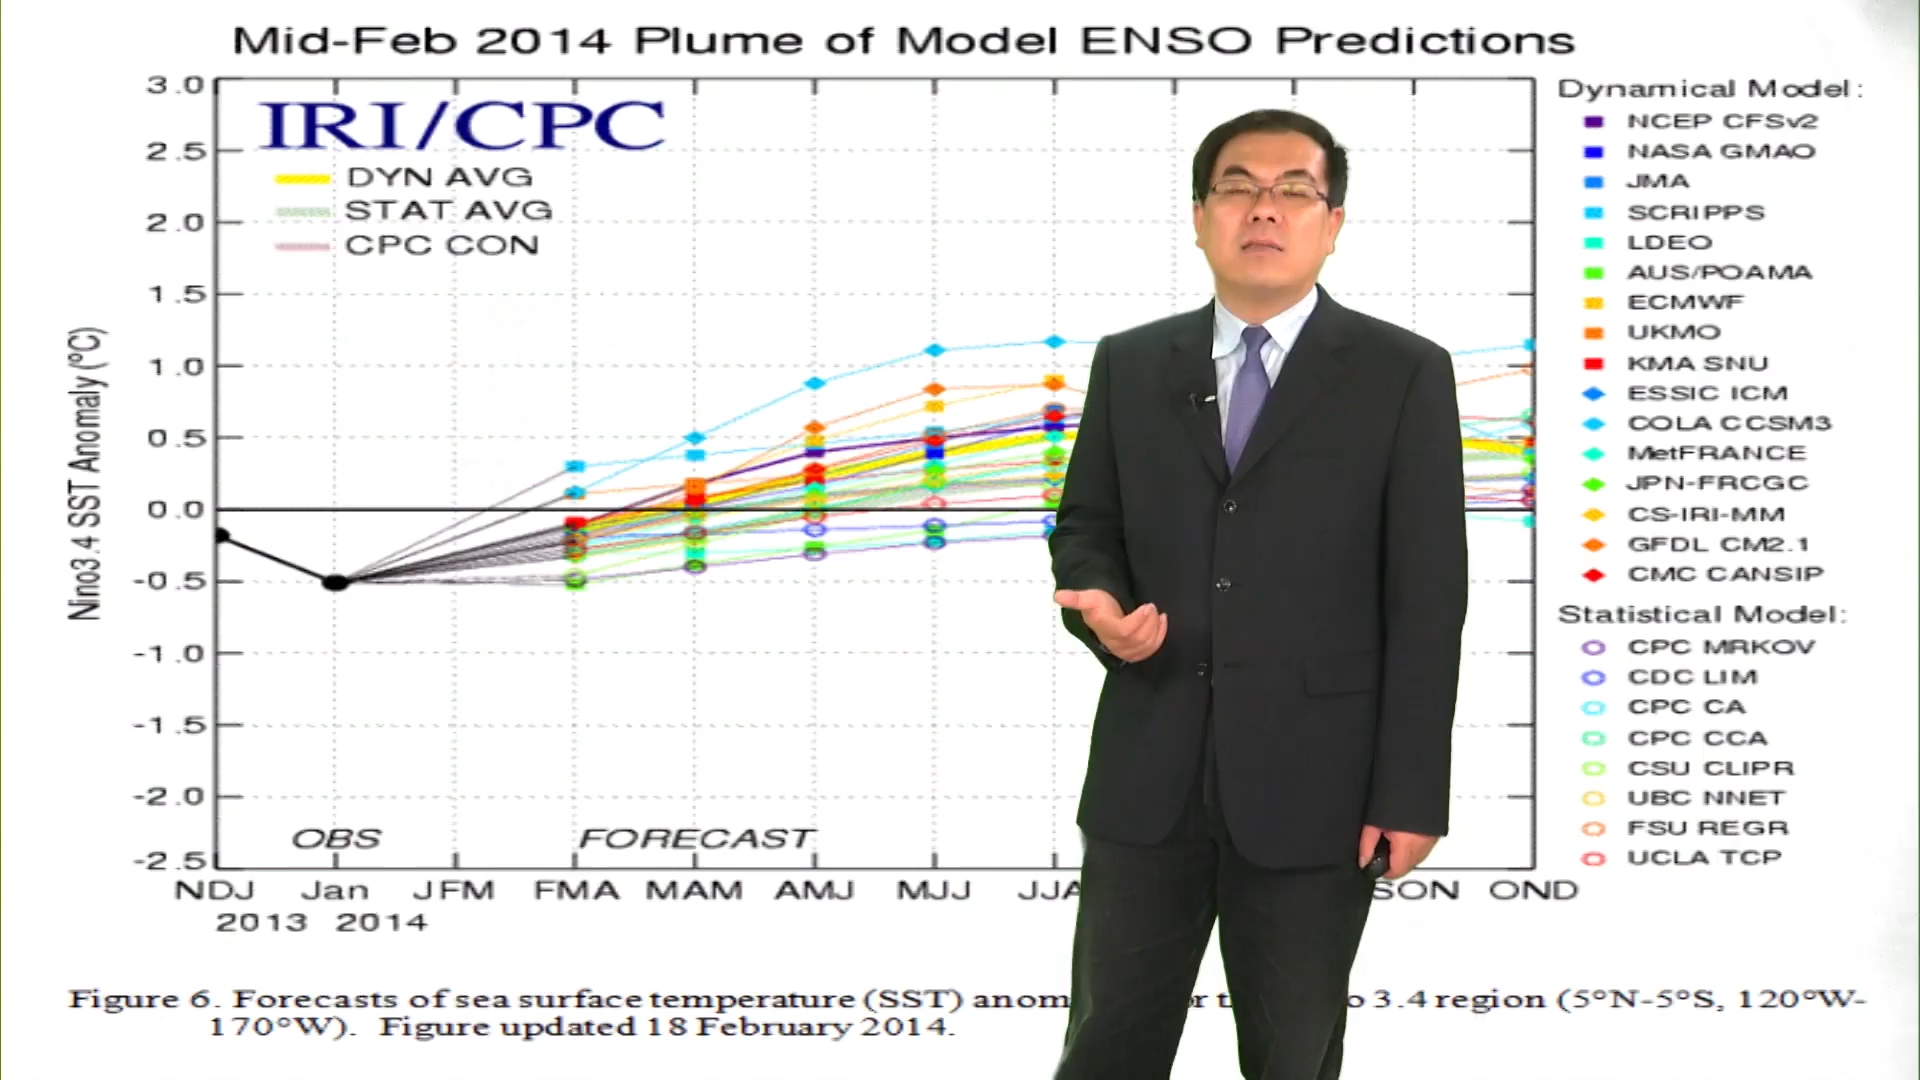 Mid-Feb 2014 Plume of Model ENSO Predictions
IRI/CPC
DYN AVG
STAT AVG
CPC CON
3.0
2.5
2.0
1.5
1.0
0.5
0.0
-0.5
-1.0
-1.5
-2.0
-2.5
Nino3.4 SST Anomaly (ºC)
OBS
FORECAST
NDJ Jan JFM FMA MAM AMJ MJJ JJA SON OND
2013 2014
Dynamical Model:
NCEP CFSv2
NASA GMAO
JMA
SCRIPPS
LDEO
AUS/POAMA
ECMWF
UKMO
KMA SNU
ESSIC ICM
COLA CCSM3
MetFRANCE
JPN-FRCGC
CS-IRI-MM
GFDL CM2.1
CMC CANSIP
Statistical Model:
CPC MRKOV
CDC LIM
CPC CA
CPC CCA
CSU CLIPR
UBC NNET
FSU REGR
UCLA TCP
Figure 6. Forecasts of sea surface temperature (SST) 3.4 region (5°N-5°S, 120°W-
170°W). Figure updated 18 February 2014.